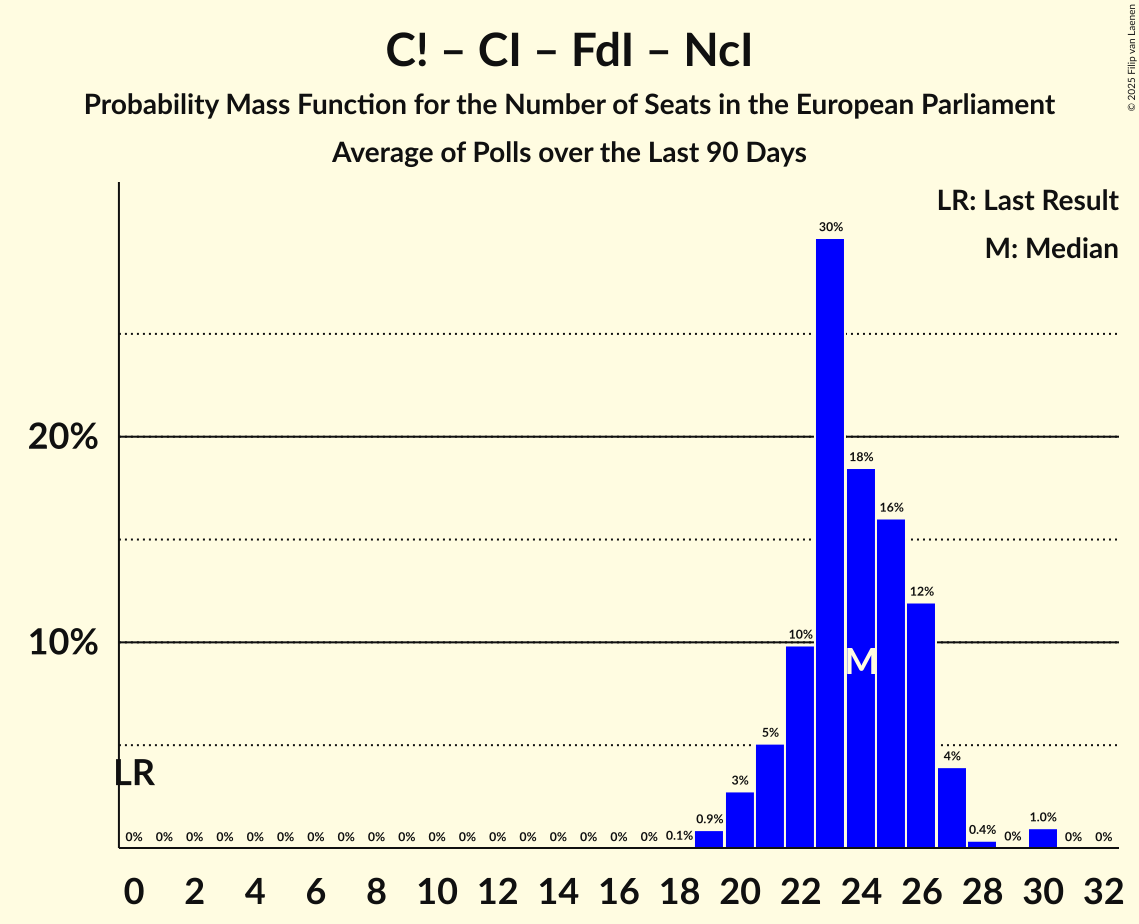 C! – CI – FdI – NcI
Probability Mass Function for the Number of Seats in the European Parliament
Average of Polls over the Last 90 Days
© 2025 Filip van Laenen
LR: Last Result
M: Median
20%
10%
LR
M
0% 0% 0% 0% 0% 0% 0% 0% 0% 0% 0% 0% 0% 0% 0% 0% 0% 0% 0.1% 0.9% 3% 5% 10% 30% 18% 16% 12% 4% 0.4% 0% 1.0% 0% 0%
0 2 4 6 8 10 12 14 16 18 20 22 24 26 28 30 32